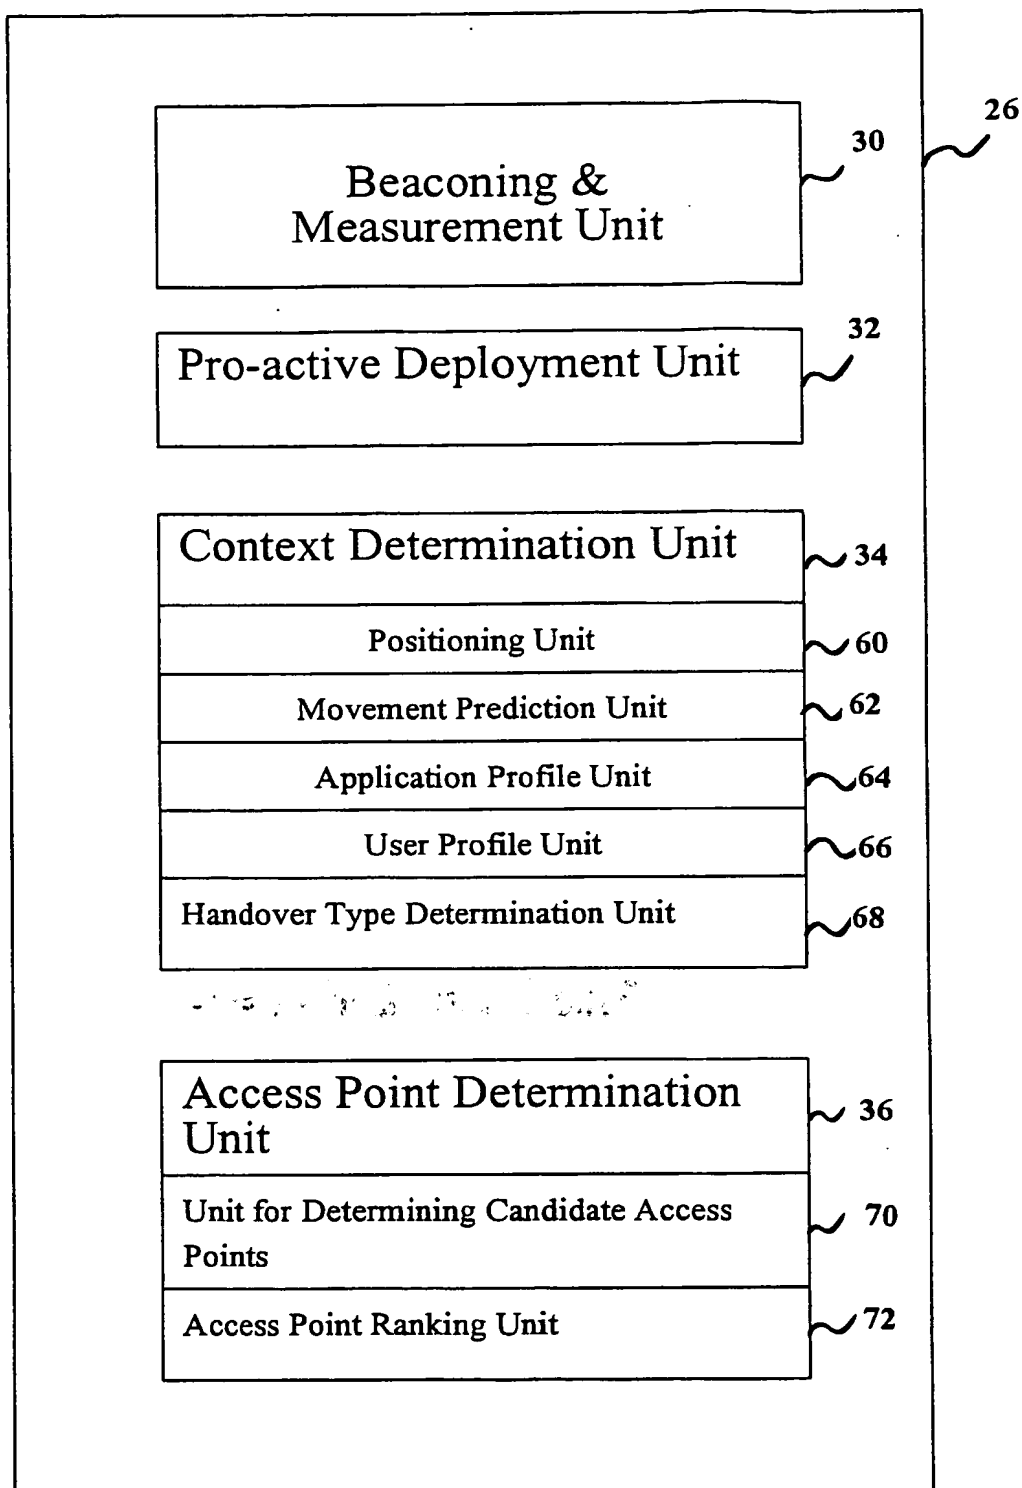 26
Beaconing &
Measurement Unit
30
Pro-active Deployment Unit
32
Context Determination Unit
34
Positioning Unit
60
Movement Prediction Unit
62
Application Profile Unit
64
User Profile Unit
66
Handover Type Determination Unit
68
Access Point Determination
Unit
36
Unit for Determining Candidate Access
Points
70
Access Point Ranking Unit
72